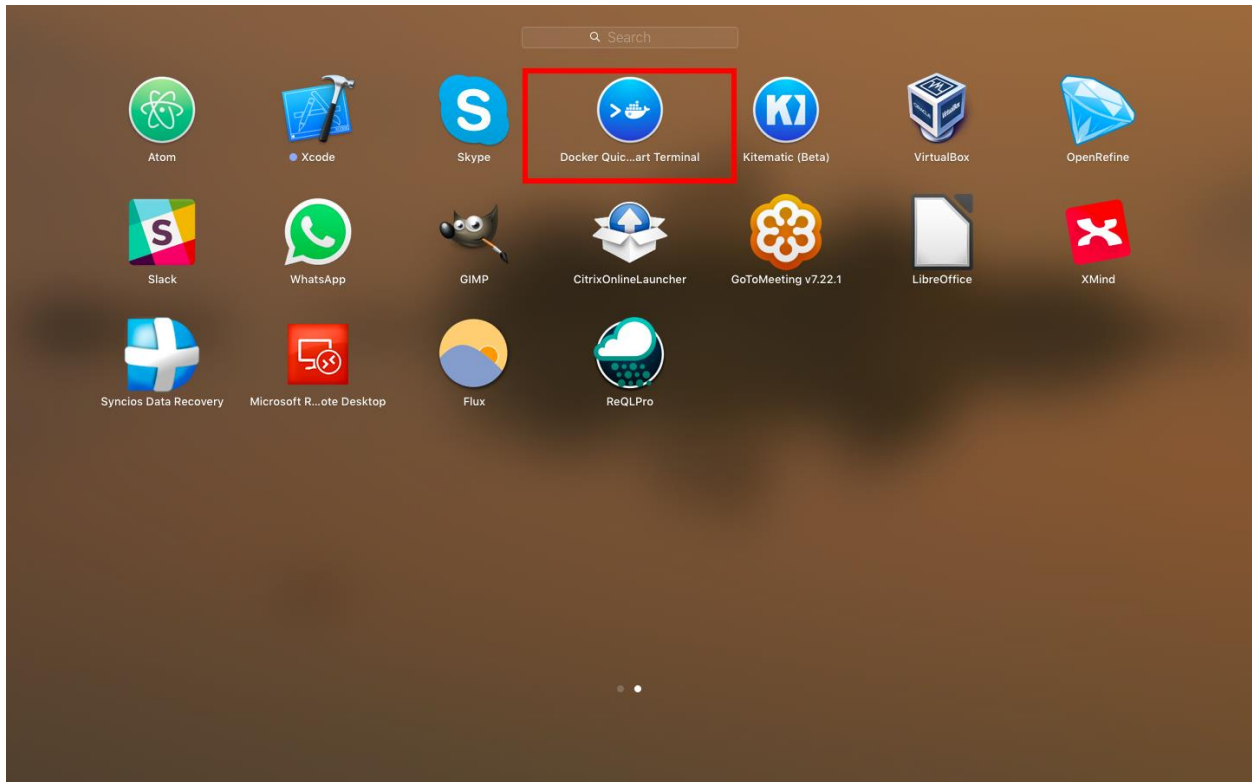 Search
Atom
Xcode
Skype
Docker Quic...art Terminal
Kitematic (Beta)
VirtualBox
OpenRefine
Slack
WhatsApp
GIMP
CitrixOnlineLauncher
GoToMeeting v7.22.1
LibreOffice
XMind
Syncios Data Recovery
Microsoft R...ote Desktop
Flux
ReQLPro